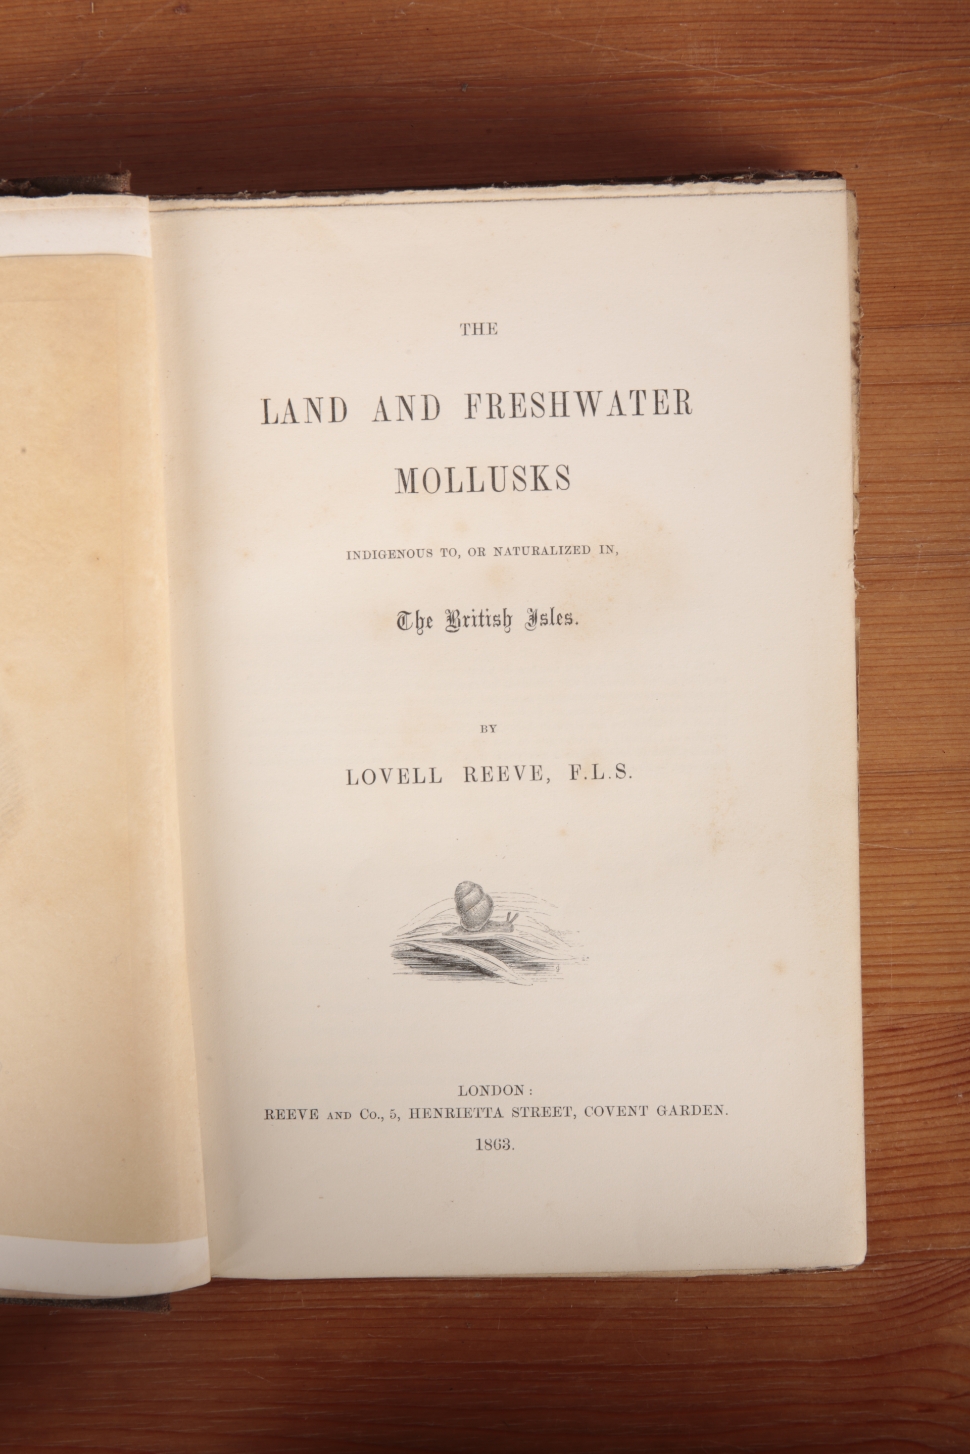 THE
LAND AND FRESHWATER
MOLLUSKS
INDIGENOUS TO, OR NATURALIZED IN,
The British Isles.
BY
LOVELL REEVE, F.L.S.
LONDON:
REEVE AND Co., 5, HENRIETTA STREET, COVENT GARDEN.
1863.